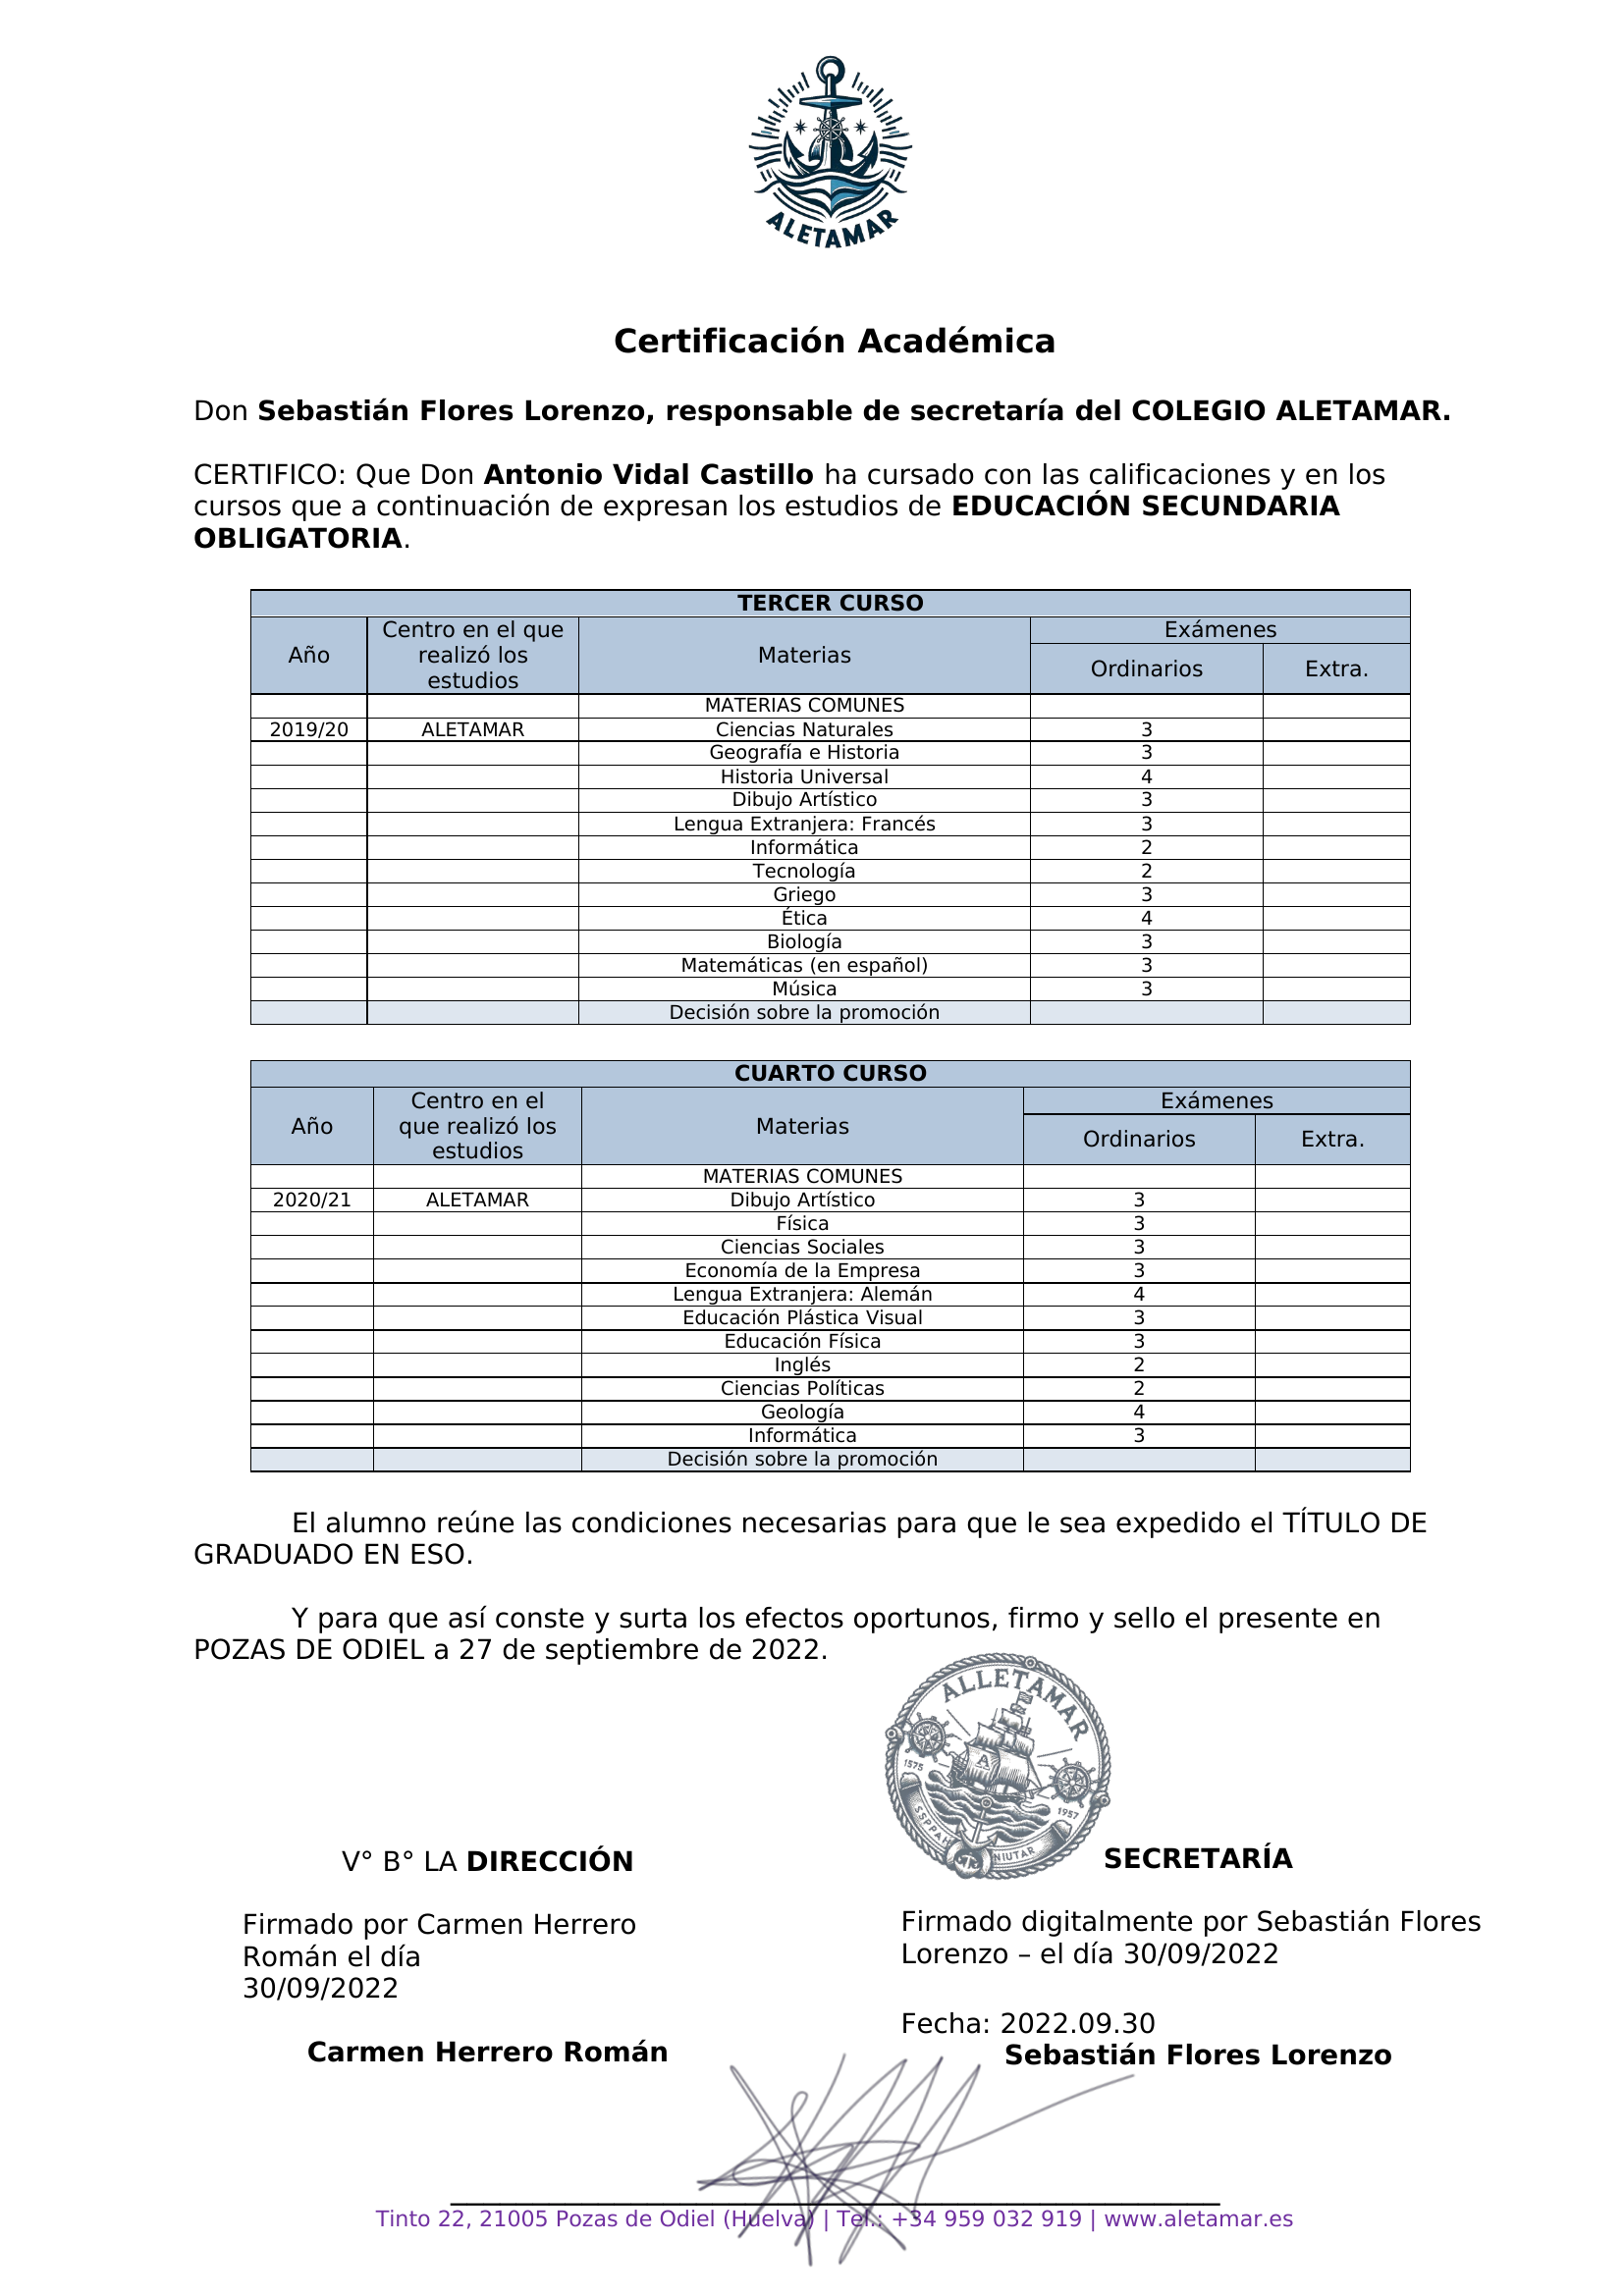 ALETAMAR
Certificación Académica
Don Sebastián Flores Lorenzo, responsable de secretaría del COLEGIO ALETAMAR.
CERTIFICO: Que Don Antonio Vidal Castillo ha cursado con las calificaciones y en los
cursos que a continuación de expresan los estudios de EDUCACIÓN SECUNDARIA
OBLIGATORIA.
TERCER CURSO
Año Centro en el que realizó los estudios Materias Exámenes
Ordinarios Extra.
MATERIAS COMUNES
2019/20 ALETAMAR Ciencias Naturales 3
Geografía e Historia 3
Historia Universal 4
Dibujo Artístico 3
Lengua Extranjera: Francés 3
Informática 2
Tecnología 2
Griego 3
Ética 4
Biología 3
Matemáticas (en español) 3
Música 3
Decisión sobre la promoción
CUARTO CURSO
Año Centro en el que realizó los estudios Materias Exámenes
Ordinarios Extra.
MATERIAS COMUNES
2020/21 ALETAMAR Dibujo Artístico 3
Física 3
Ciencias Sociales 3
Economía de la Empresa 3
Lengua Extranjera: Alemán 4
Educación Plástica Visual 3
Educación Física 3
Inglés 2
Ciencias Políticas 2
Geología 4
Informática 3
Decisión sobre la promoción
El alumno reúne las condiciones necesarias para que le sea expedido el TÍTULO DE
GRADUADO EN ESO.
Y para que así conste y surta los efectos oportunos, firmo y sello el presente en
POZAS DE ODIEL a 27 de septiembre de 2022.
ALLETAMAR
A
1575
1957
NIUTAR
V° B° LA DIRECCIÓN
SECRETARÍA
Firmado por Carmen Herrero
Román el día
30/09/2022
Firmado digitalmente por Sebastián Flores
Lorenzo – el día 30/09/2022
Fecha: 2022.09.30
Carmen Herrero Román
Sebastián Flores Lorenzo
Tinto 22, 21005 Pozas de Odiel (Huelva) | Tel.: +34 959 032 919 | www.aletamar.es